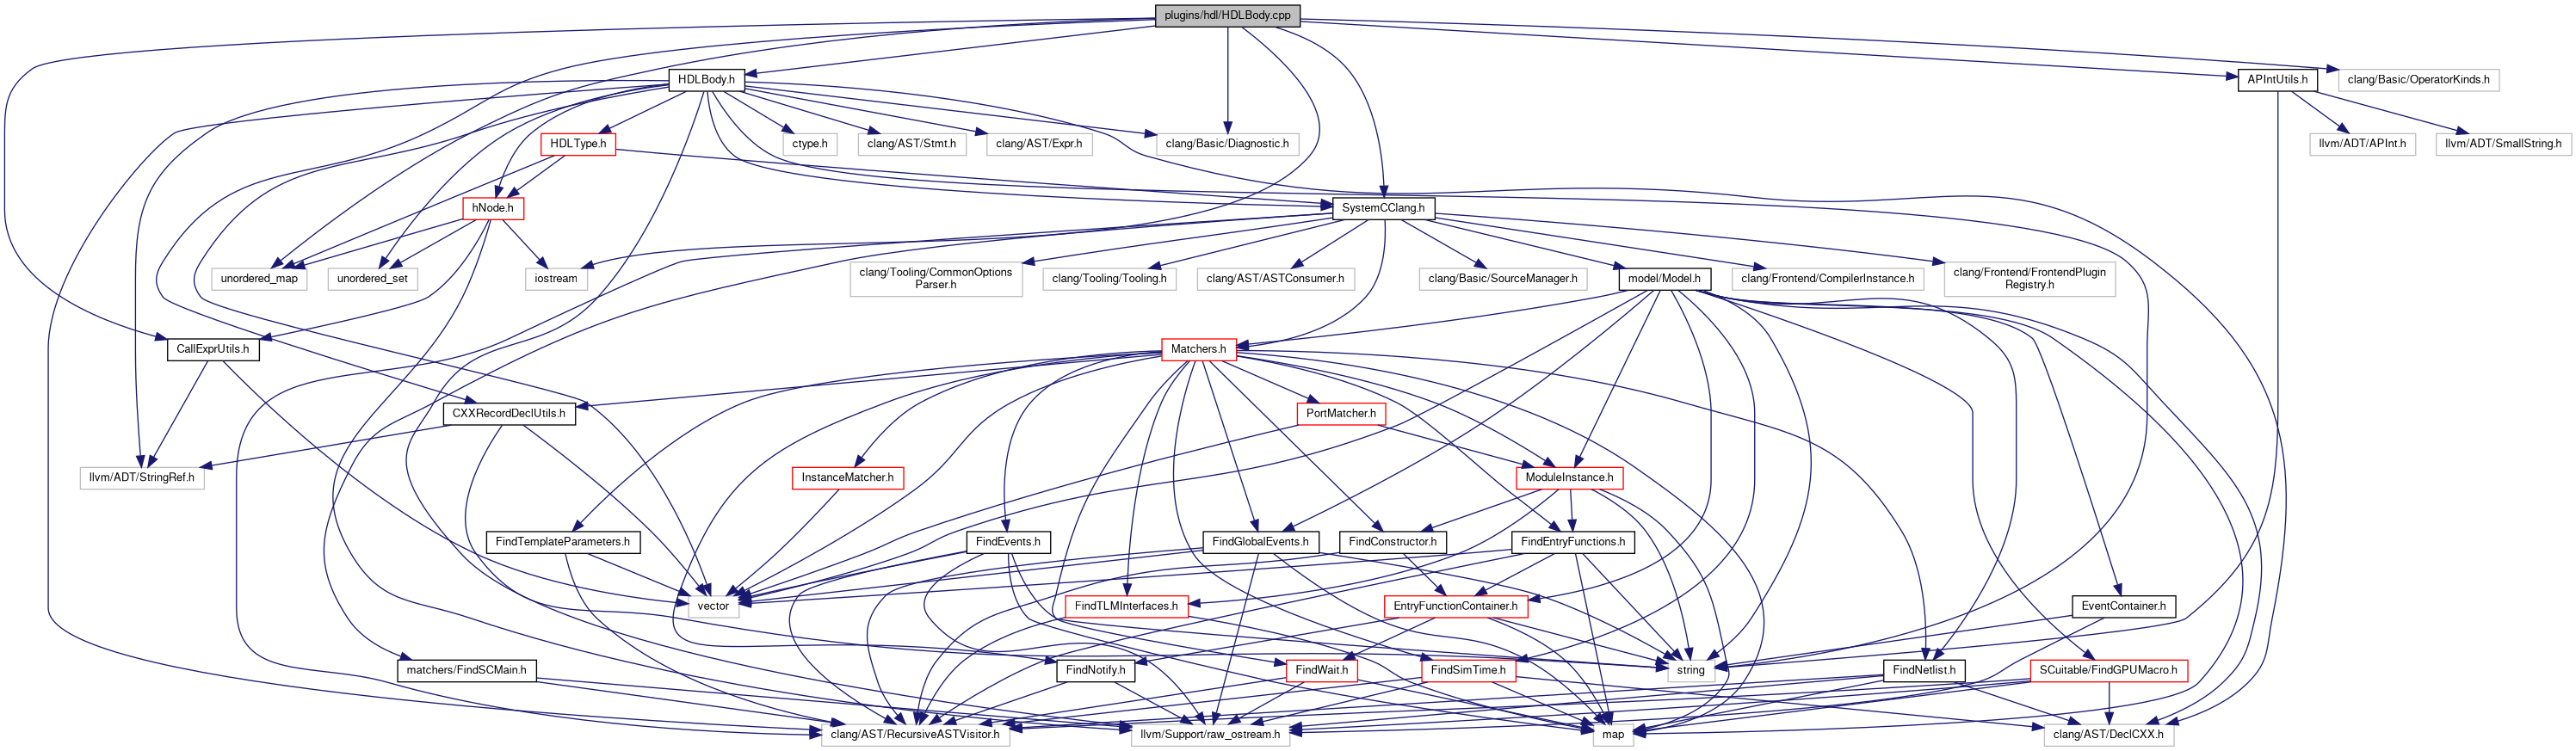 plugins/hdl/HDLBody.cpp
HDLBody.h
APIntUtils.h
clang/Basic/OperatorKinds.h
HDLType.h
ctype.h
clang/AST/Stmt.h
clang/AST/Expr.h
clang/Basic/Diagnostic.h
llvm/ADT/APInt.h
llvm/ADT/SmallString.h
hNode.h
SystemCClang.h
unordered_map
unordered_set
iostream
clang/Tooling/CommonOptions
Parser.h
clang/Tooling/Tooling.h
clang/AST/ASTConsumer.h
clang/Basic/SourceManager.h
model/Model.h
clang/Frontend/CompilerInstance.h
clang/Frontend/FrontendPlugin
Registry.h
CallExprUtils.h
Matchers.h
CXXRecordDeclUtils.h
PortMatcher.h
llvm/ADT/StringRef.h
InstanceMatcher.h
ModuleInstance.h
FindTemplateParameters.h
FindEvents.h
FindGlobalEvents.h
FindConstructor.h
FindEntryFunctions.h
vector
FindTLMInterfaces.h
EntryFunctionContainer.h
EventContainer.h
matchers/FindSCMain.h
FindNotify.h
FindWait.h
FindSimTime.h
string
FindNetlist.h
SCuitable/FindGPUMacro.h
clang/AST/RecursiveASTVisitor.h
llvm/Support/raw_ostream.h
map
clang/AST/DeclCXX.h